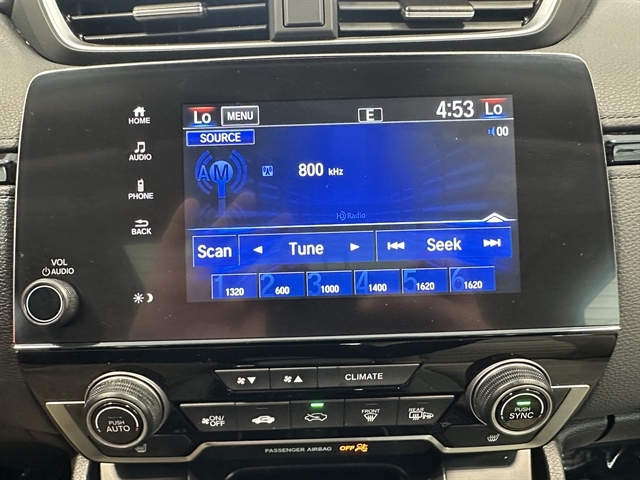 Lo MENU E 4:53 Lo
SOURCE 00
AM 800 kHz
HD Radio
Scan Tune Seek
1 1320 2 600 3 1000 4 1400 5 1620 6 1620
HOME
AUDIO
PHONE
BACK
VOL
AUDIO
CLIMATE
PUSH AUTO
ON/OFF
FRONT
REAR
PUSH SYNC
PASSENGER AIRBAG OFF